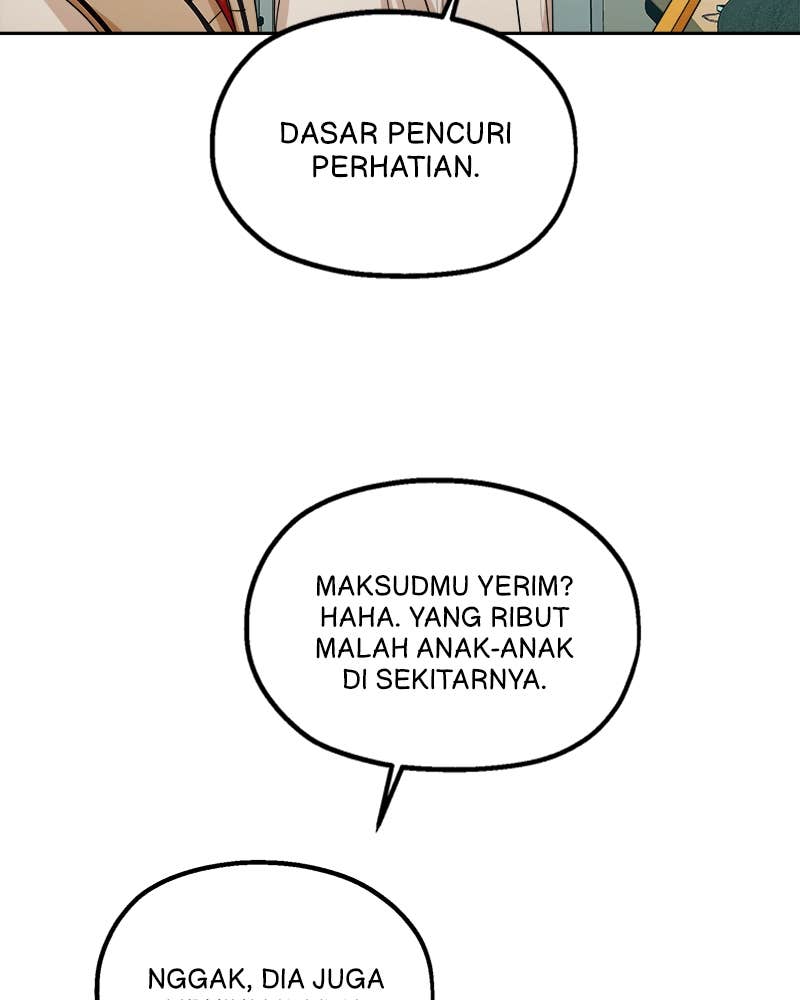 DASAR PENCURI
PERHATIAN.
MAKSUDMU YERIM?
HAHA. YANG RIBUT
MALAH ANAK-ANAK
DI SEKITARNYA.
NGGAK, DIA JUGA